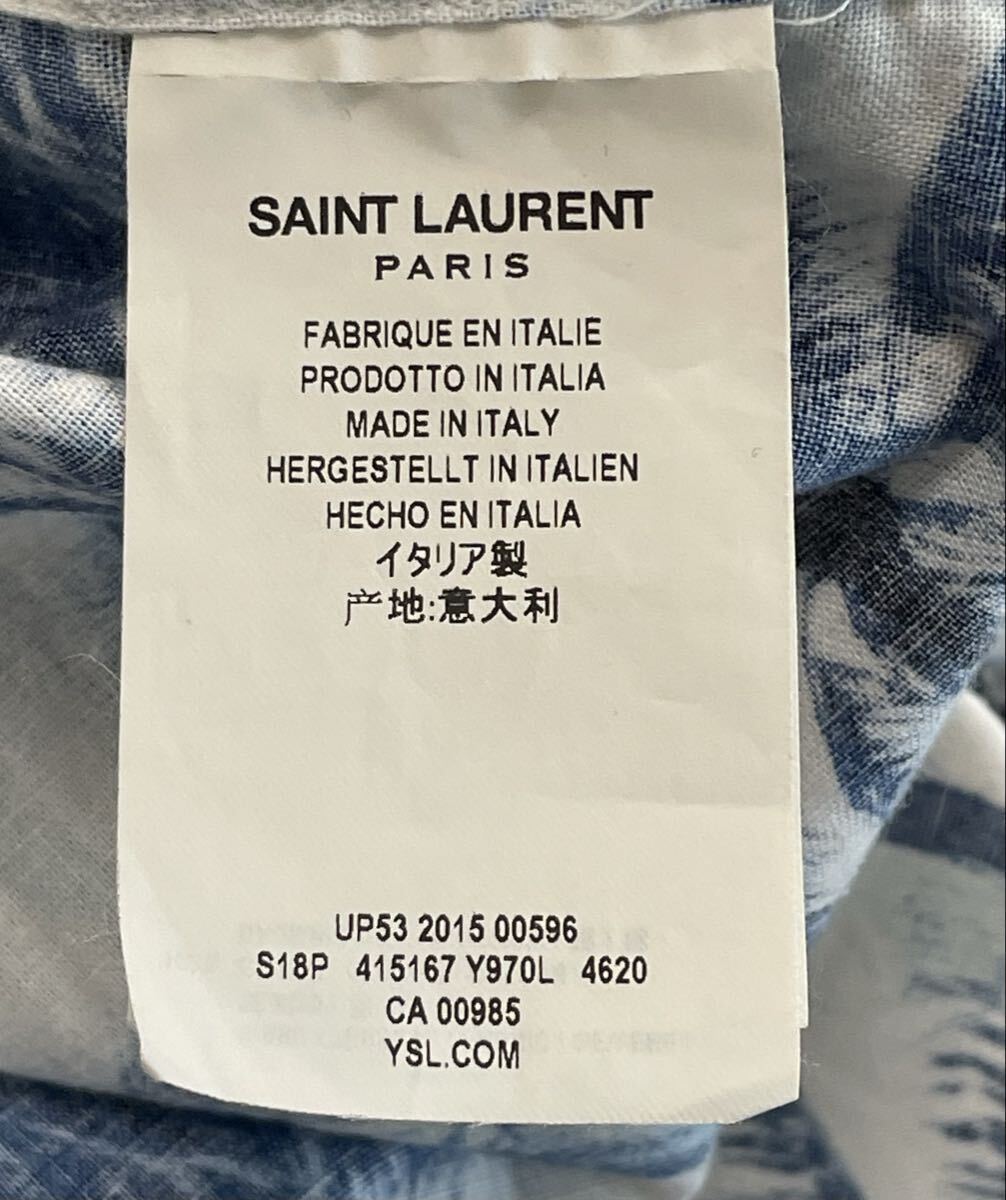 SAINT LAURENT
PARIS
FABRIQUE EN ITALIE
PRODOTTO IN ITALIA
MADE IN ITALY
HERGESTELLT IN ITALIEN
HECHO EN ITALIA
イタリア製
产地:意大利
UP53 2015 00596
S18P 415167 Y970L 4620
CA 00985
YSL.COM